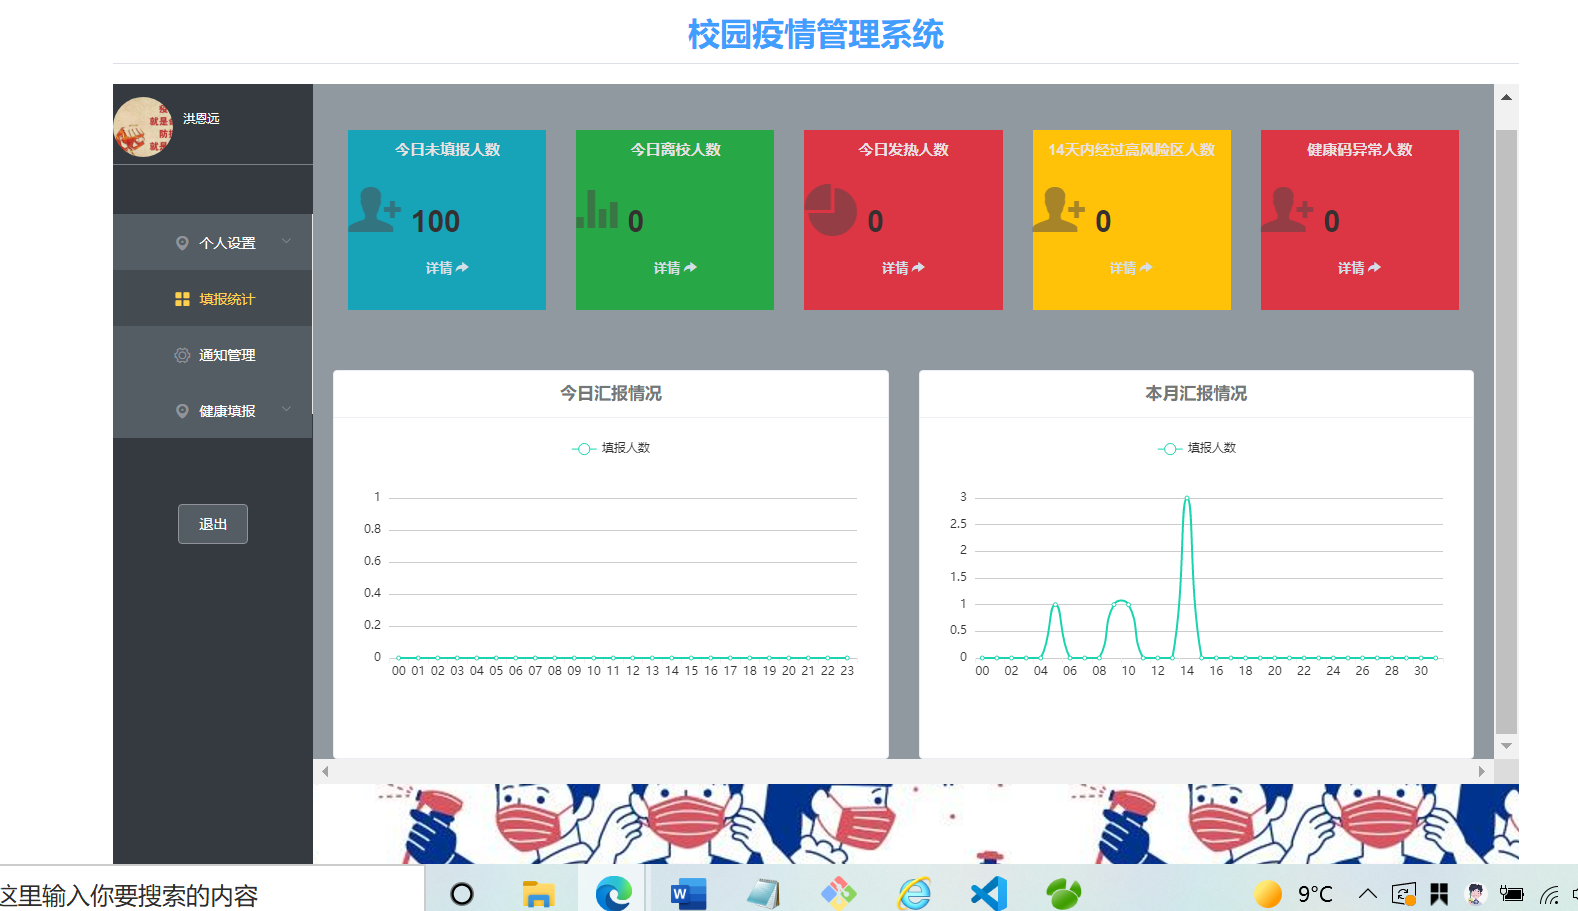 校园疫情管理系统
洪恩远
个人设置
填报统计
通知管理
健康填报
退出
今日未填报人数
100
详情
今日离校人数
0
详情
今日发热人数
0
详情
14天内经过高风险区人数
0
详情
健康码异常人数
0
详情
今日汇报情况
填报人数
1
0.8
0.6
0.4
0.2
0
00 01 02 03 04 05 06 07 08 09 10 11 12 13 14 15 16 17 18 19 20 21 22 23
本月汇报情况
填报人数
3
2.5
2
1.5
1
0.5
0
00 02 04 06 08 10 12 14 16 18 20 22 24 26 28 30
这里输入你要搜索的内容
9°C